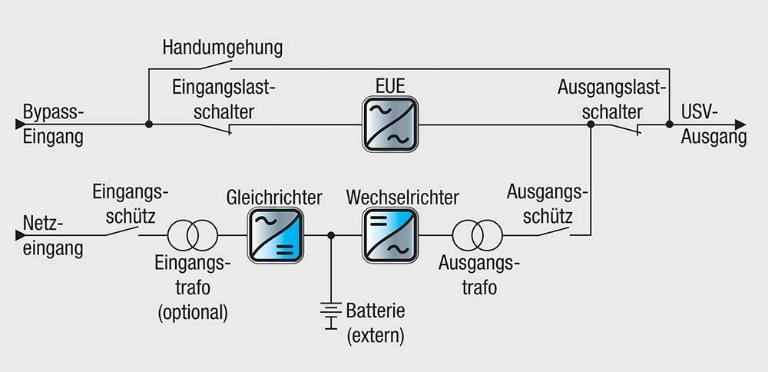 Handumgehung
Bypass-
Eingang
Eingangslast-
schalter
EUE
Ausgangslast-
schalter
USV-
Ausgang
Netz-
eingang
Eingangs-
schütz
Eingangs-
trafo
(optional)
Gleichrichter
Batterie
(extern)
Wechselrichter
Ausgangs-
trafo
Ausgangs-
schütz